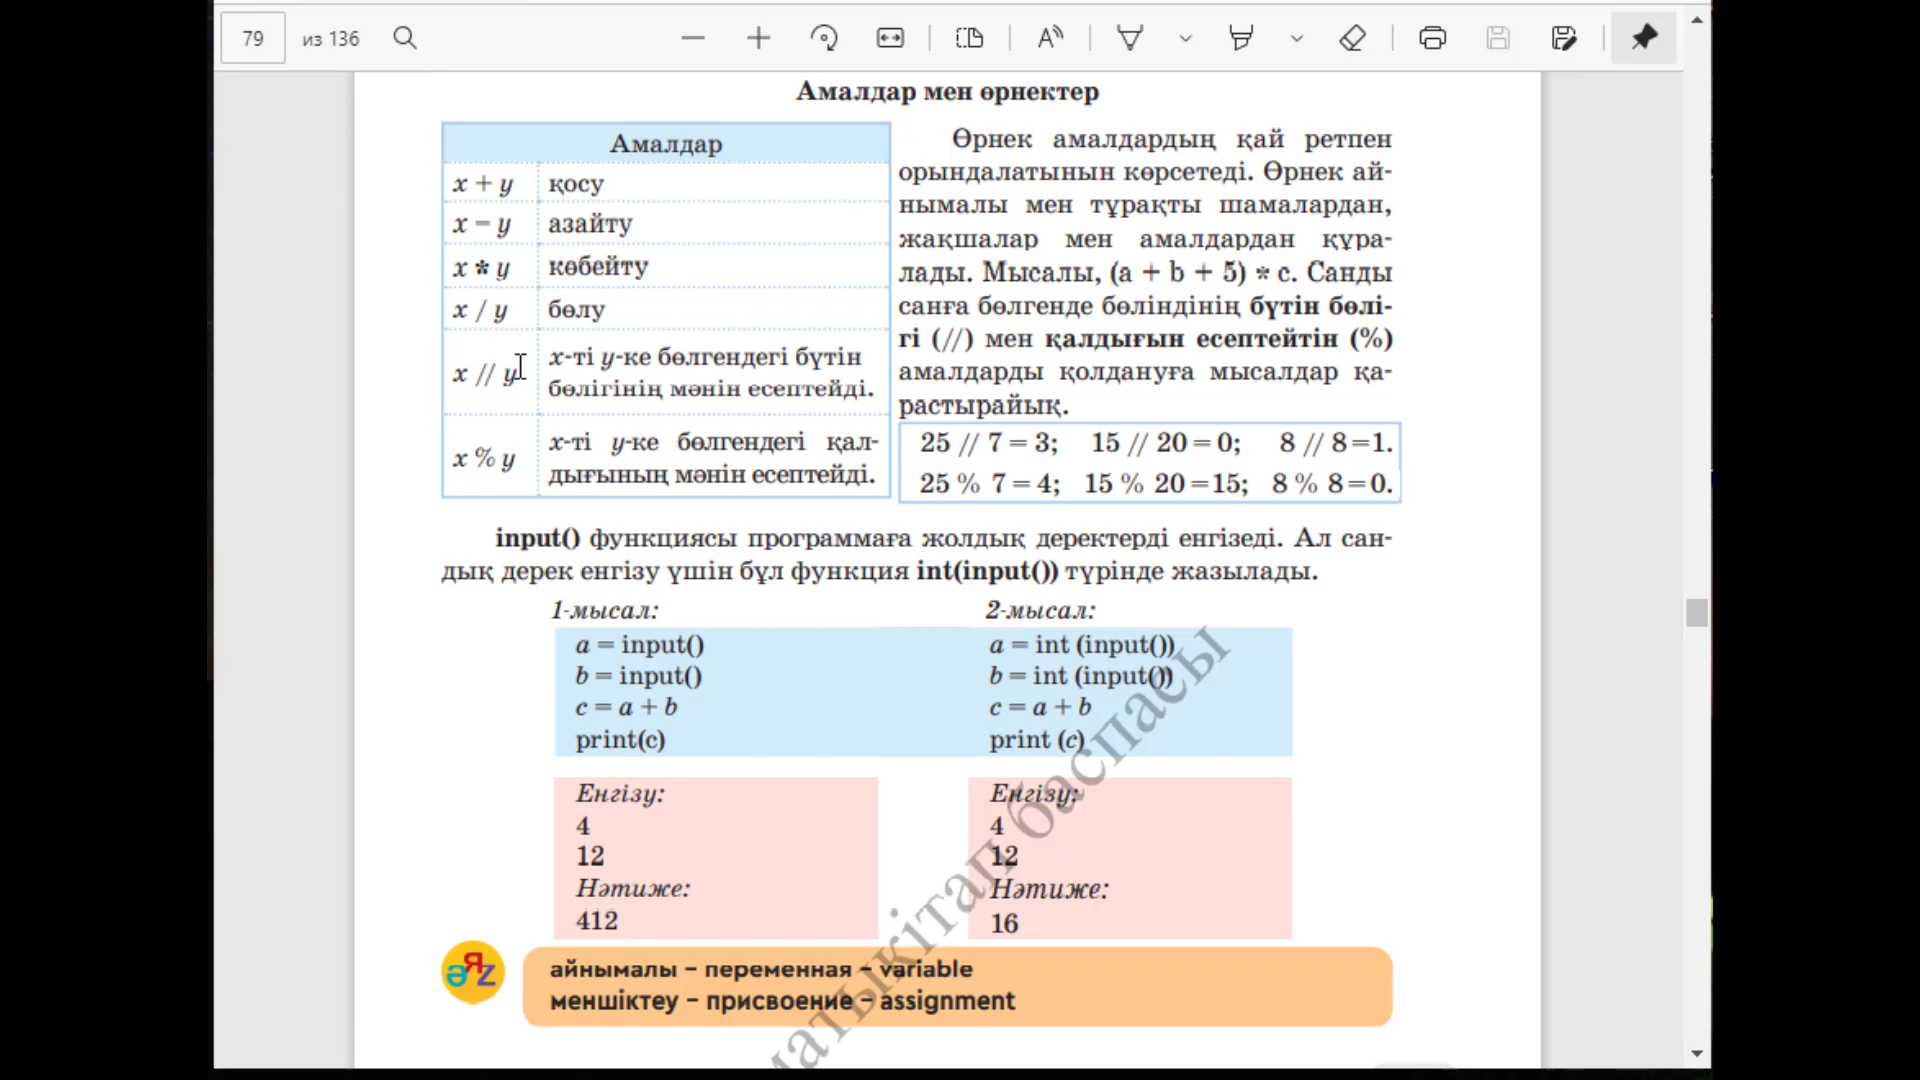 79 из 136
Амалдар мен өрнектер
Амалдар
x + y қосу
x − y азайту
x * y көбейту
x / y бөлу
x // y x-ті y-ке бөлгендегі бүтін
бөлігінің мәнін есептейді.
x % y x-ті y-ке бөлгендегі қал-
дығының мәнін есептейді.
Өрнек амалдардың қай ретпен
орындалатынын көрсетеді. Өрнек ай-
нымалы мен тұрақты шамалардан,
жақшалар мен амалдардан құра-
лады. Мысалы, (a + b + 5) * c. Санды
санға бөлгенде бөліндінің бүтін бөлі-
гі (//) мен қалдығын есептейтін (%)
амалдарды қолдануға мысалдар қа-
растырайық.
25 // 7 = 3; 15 // 20 = 0; 8 // 8 = 1.
25 % 7 = 4; 15 % 20 = 15; 8 % 8 = 0.
input() функциясы программаға жолдық деректерді енгізеді. Ал сан-
дық дерек енгізу үшін бұл функция int(input()) түрінде жазылады.
1-мысал:
a = input()
b = input()
c = a + b
print(c)
Енгізу:
4
12
Нәтиже:
412
2-мысал:
a = int (input())
b = int (input())
c = a + b
print (c)
Енгізу:
4
12
Нәтиже:
16
әЯz
айнымалы – переменная – variable
меншіктеу – присвоение – assignment
матыкітап баспасы